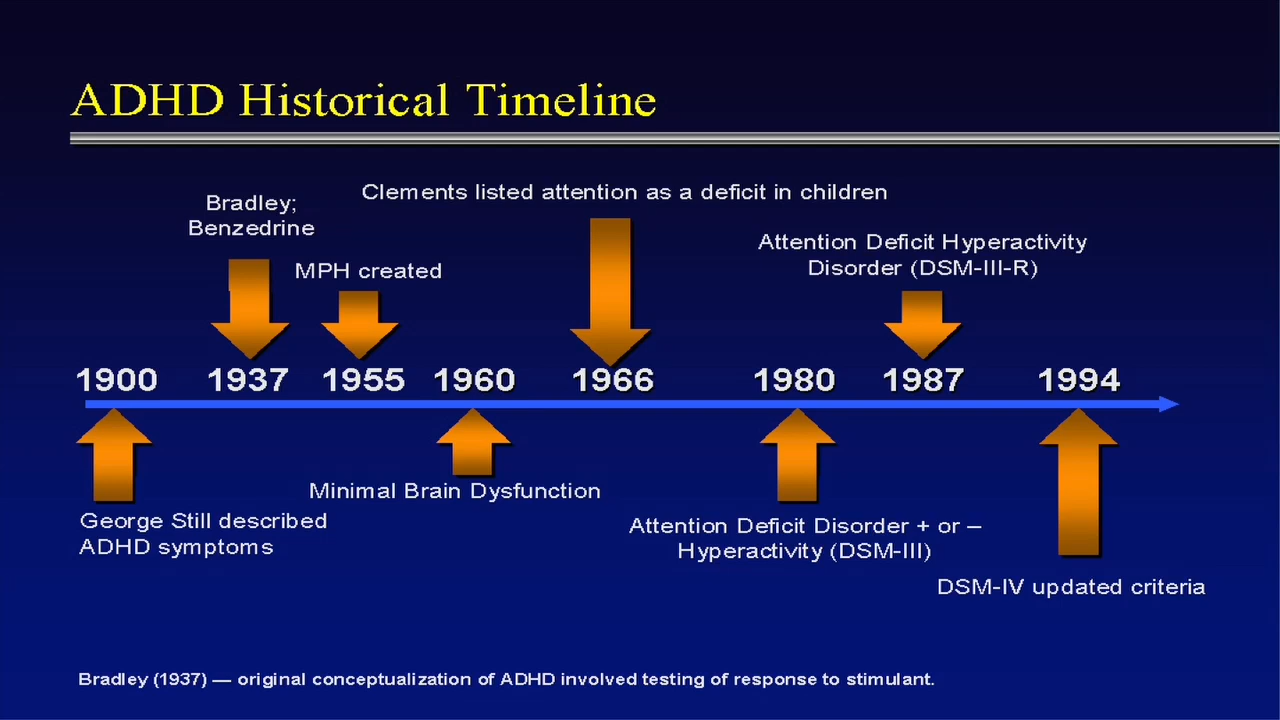 ADHD Historical Timeline
Clements listed attention as a deficit in children
Bradley;
Benzedrine
MPH created
Attention Deficit Hyperactivity
Disorder (DSM-III-R)
1900 1937 1955 1960 1966 1980 1987 1994
Minimal Brain Dysfunction
George Still described
ADHD symptoms
Attention Deficit Disorder + or –
Hyperactivity (DSM-III)
DSM-IV updated criteria
Bradley (1937) — original conceptualization of ADHD involved testing of response to stimulant.